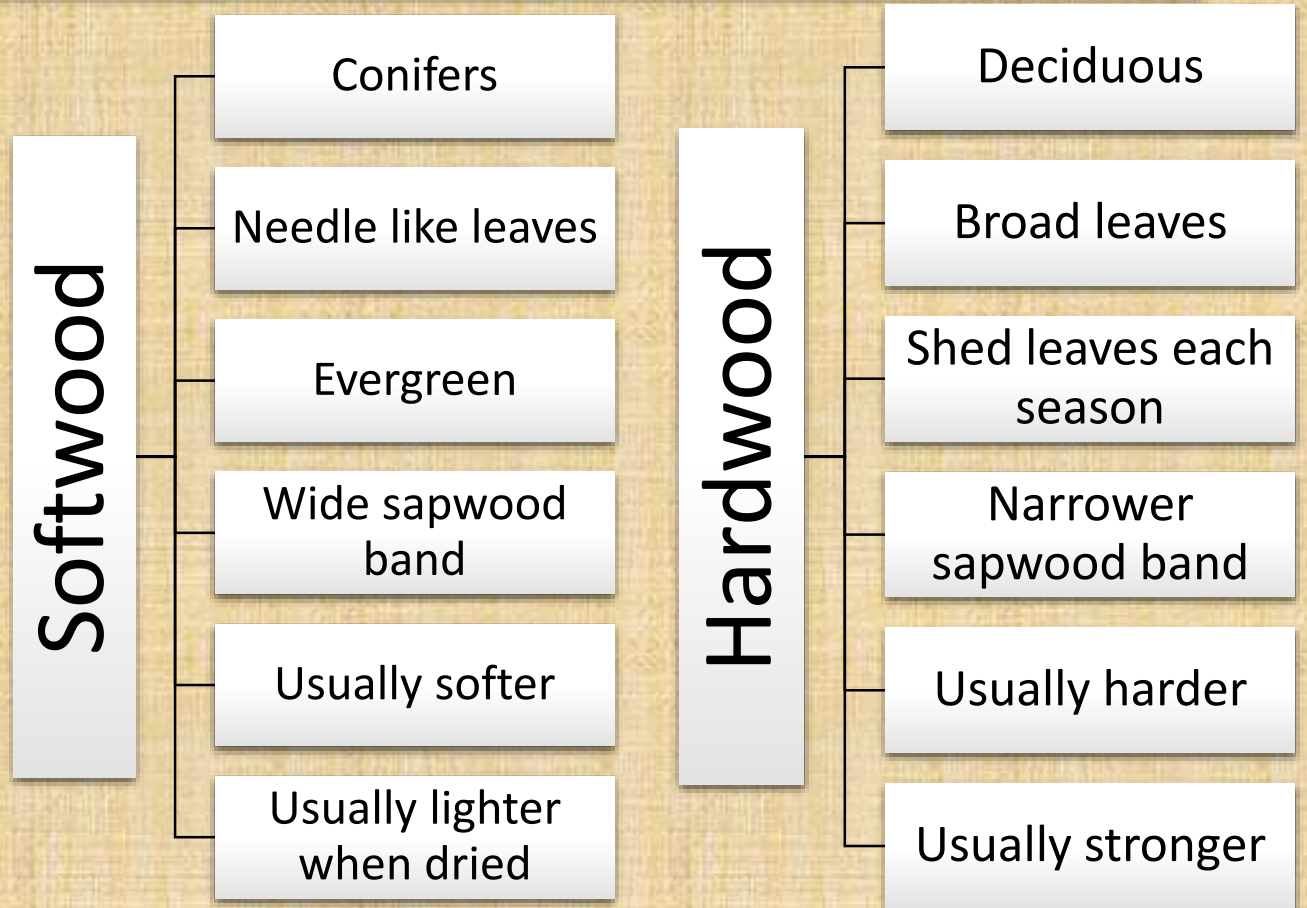 Softwood
Conifers
Needle like leaves
Evergreen
Wide sapwood
band
Usually softer
Usually lighter
when dried
Hardwood
Deciduous
Broad leaves
Shed leaves each
season
Narrower
sapwood band
Usually harder
Usually stronger